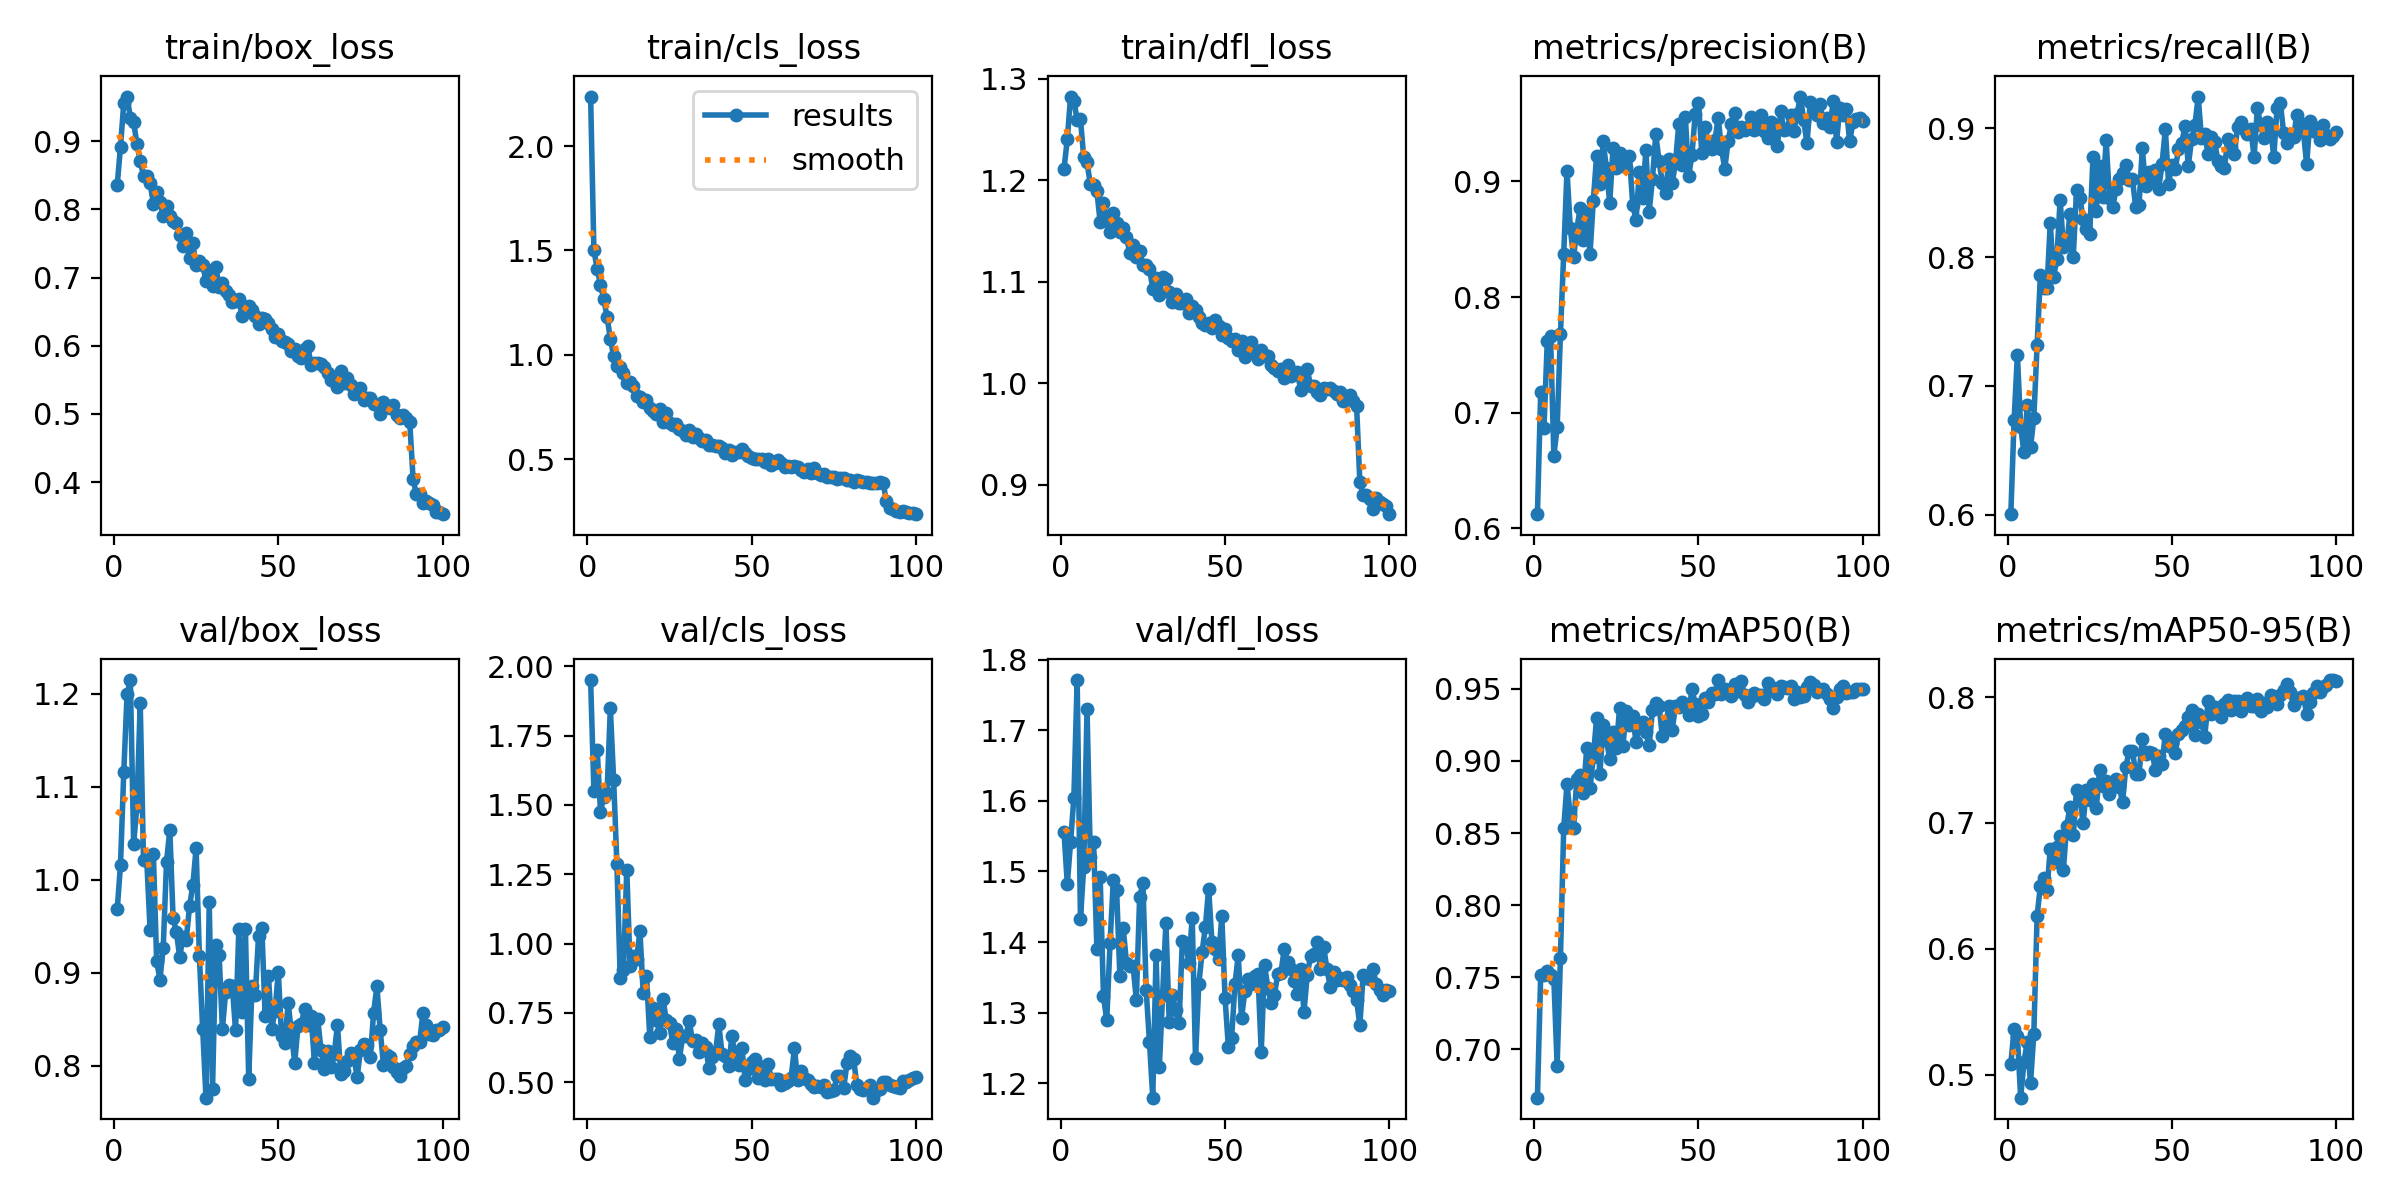 train/box_loss
0.9
0.8
0.7
0.6
0.5
0.4
0 50 100
train/cls_loss
results
smooth
2.0
1.5
1.0
0.5
0 50 100
train/dfl_loss
1.3
1.2
1.1
1.0
0.9
0 50 100
metrics/precision(B)
0.9
0.8
0.7
0.6
0 50 100
metrics/recall(B)
0.9
0.8
0.7
0.6
0 50 100
val/box_loss
1.2
1.1
1.0
0.9
0.8
0 50 100
val/cls_loss
2.00
1.75
1.50
1.25
1.00
0.75
0.50
0 50 100
val/dfl_loss
1.8
1.7
1.6
1.5
1.4
1.3
1.2
0 50 100
metrics/mAP50(B)
0.95
0.90
0.85
0.80
0.75
0.70
0 50 100
metrics/mAP50-95(B)
0.8
0.7
0.6
0.5
0 50 100